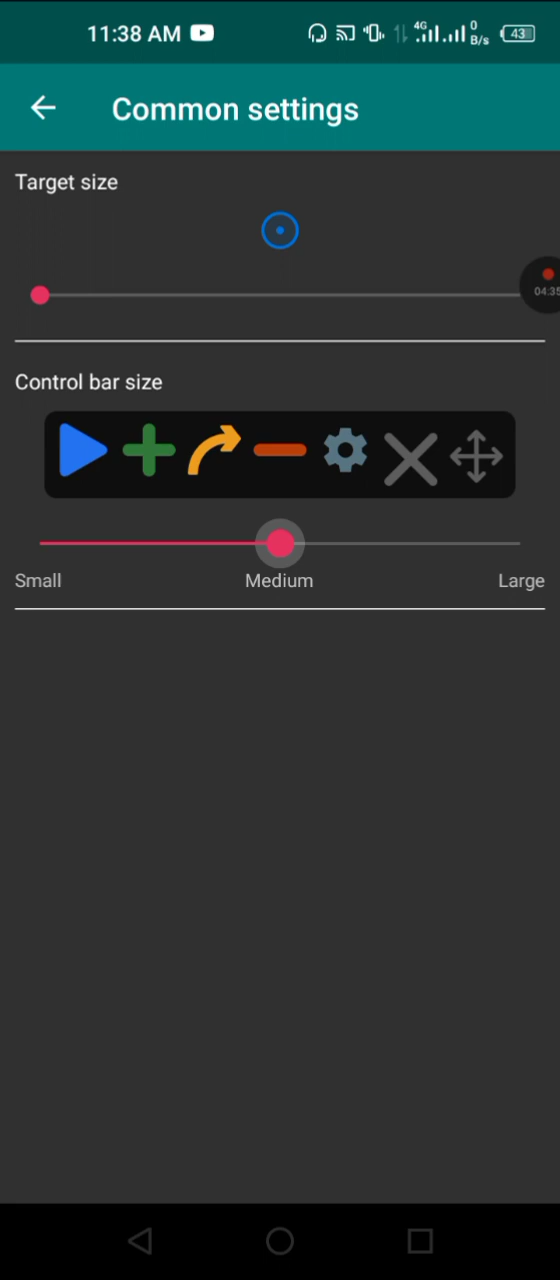 11:38 AM 4G 0 B/s 43
Common settings
Target size
04:35
Control bar size
Small Medium Large